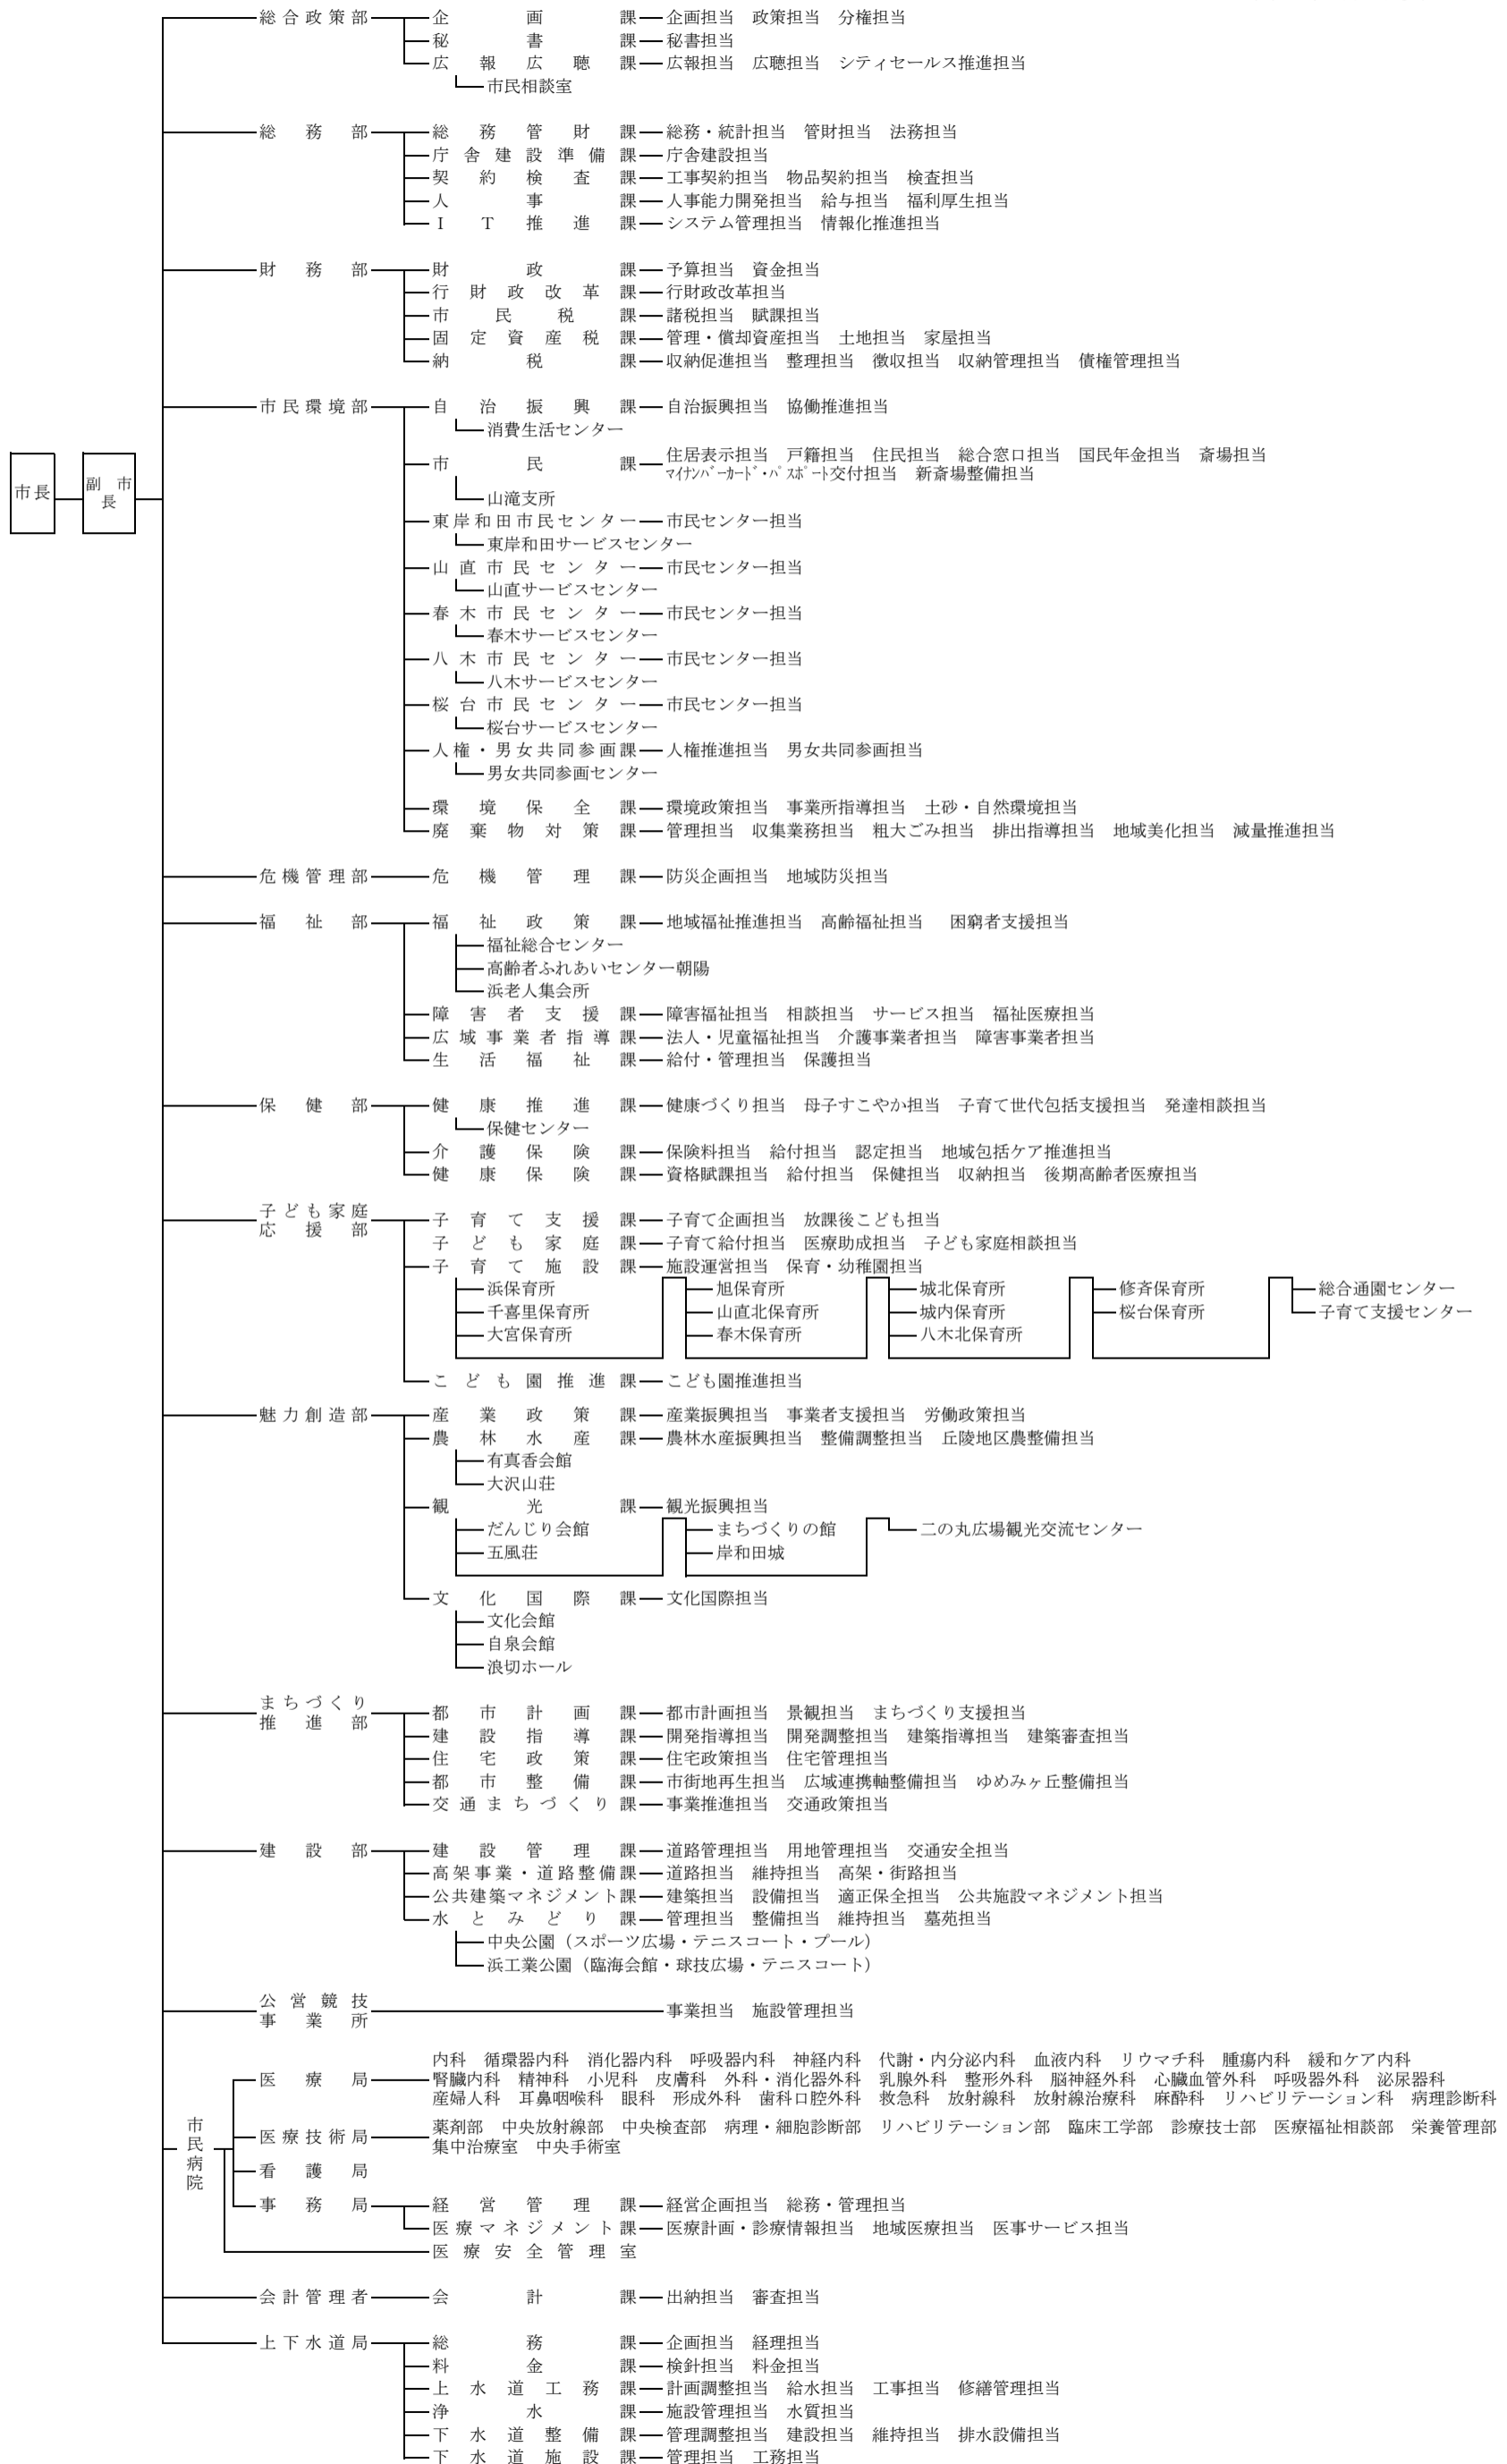 総合政策部 企画課 企画担当 政策担当 分権担当
秘書課 秘書担当
広報広聴課 広報担当 広聴担当 シティセールス推進担当
市民相談室
総務部 総務管財課 総務・統計担当 管財担当 法務担当
庁舎建設準備課 庁舎建設担当
契約検査課 工事契約担当 物品契約担当 検査担当
人事課 人事能力開発担当 給与担当 福利厚生担当
IT推進課 システム管理担当 情報化推進担当
財務部 財政課 予算担当 資金担当
行財政改革課 行財政改革担当
市民税課 諸税担当 賦課担当
固定資産税課 管理・償却資産担当 土地担当 家屋担当
納税課 収納促進担当 整理担当 徴収担当 収納管理担当 債権管理担当
市民環境部 自治振興課 自治振興担当 協働推進担当
消費生活センター
市長 副市長
市民課 住居表示担当 戸籍担当 住民担当 総合窓口担当 国民年金担当 斎場担当
ﾏｲﾅﾝﾊﾞｰｶｰﾄﾞ・ﾊﾟｽﾎﾟｰﾄ交付担当 新斎場整備担当
山滝支所
東岸和田市民センター 市民センター担当
東岸和田サービスセンター
山直市民センター 市民センター担当
山直サービスセンター
春木市民センター 市民センター担当
春木サービスセンター
八木市民センター 市民センター担当
八木サービスセンター
桜台市民センター 市民センター担当
桜台サービスセンター
人権・男女共同参画課 人権推進担当 男女共同参画担当
男女共同参画センター
環境保全課 環境政策担当 事業所指導担当 土砂・自然環境担当
廃棄物対策課 管理担当 収集業務担当 粗大ごみ担当 排出指導担当 地域美化担当 減量推進担当
危機管理部 危機管理課 防災企画担当 地域防災担当
福祉部 福祉政策課 地域福祉推進担当 高齢福祉担当 困窮者支援担当
福祉総合センター
高齢者ふれあいセンター朝陽
浜老人集会所
障害者支援課 障害福祉担当 相談担当 サービス担当 福祉医療担当
広域事業者指導課 法人・児童福祉担当 介護事業者担当 障害事業者担当
生活福祉課 給付・管理担当 保護担当
保健部 健康推進課 健康づくり担当 母子すこやか担当 子育て世代包括支援担当 発達相談担当
保健センター
介護保険課 保険料担当 給付担当 認定担当 地域包括ケア推進担当
健康保険課 資格賦課担当 給付担当 保健担当 収納担当 後期高齢者医療担当
子ども家庭応援部 子育て支援課 子育て企画担当 放課後こども担当
子ども家庭課 子育て給付担当 医療助成担当 子ども家庭相談担当
子育て施設課 施設運営担当 保育・幼稚園担当
浜保育所 旭保育所 城北保育所 修斉保育所 総合通園センター
千喜里保育所 山直北保育所 城内保育所 桜台保育所 子育て支援センター
大宮保育所 春木保育所 八木北保育所
こども園推進課 こども園推進担当
魅力創造部 産業政策課 産業振興担当 事業者支援担当 労働政策担当
農林水産課 農林水産振興担当 整備調整担当 丘陵地区農整備担当
有真香会館
大沢山荘
観光課 観光振興担当
だんじり会館 まちづくりの館 二の丸広場観光交流センター
五風荘 岸和田城
文化国際課 文化国際担当
文化会館
自泉会館
浪切ホール
まちづくり推進部 都市計画課 都市計画担当 景観担当 まちづくり支援担当
建設指導課 開発指導担当 開発調整担当 建築指導担当 建築審査担当
住宅政策課 住宅政策担当 住宅管理担当
都市整備課 市街地再生担当 広域連携軸整備担当 ゆめみヶ丘整備担当
交通まちづくり課 事業推進担当 交通政策担当
建設部 建設管理課 道路管理担当 用地管理担当 交通安全担当
高架事業・道路整備課 道路担当 維持担当 高架・街路担当
公共建築マネジメント課 建築担当 設備担当 適正保全担当 公共施設マネジメント担当
水とみどり課 管理担当 整備担当 維持担当 墓苑担当
中央公園（スポーツ広場・テニスコート・プール）
浜工業公園（臨海会館・球技広場・テニスコート）
公営競技事業所 事業担当 施設管理担当
市民病院
医療局 内科 循環器内科 消化器内科 呼吸器内科 神経内科 代謝・内分泌内科 血液内科 リウマチ科 腫瘍内科 緩和ケア内科
腎臓内科 精神科 小児科 皮膚科 外科・消化器外科 乳腺外科 整形外科 脳神経外科 心臓血管外科 呼吸器外科 泌尿器科
産婦人科 耳鼻咽喉科 眼科 形成外科 歯科口腔外科 救急科 放射線科 放射線治療科 麻酔科 リハビリテーション科 病理診断科
医療技術局 薬剤部 中央放射線部 中央検査部 病理・細胞診断部 リハビリテーション部 臨床工学部 診療技士部 医療福祉相談部 栄養管理部
集中治療室 中央手術室
看護局
事務局 経営管理課 経営企画担当 総務・管理担当
医療マネジメント課 医療計画・診療情報担当 地域医療担当 医事サービス担当
医療安全管理室
会計管理者 会計課 出納担当 審査担当
上下水道局 総務課 企画担当 経理担当
料金課 検針担当 料金担当
上水道工務課 計画調整担当 給水担当 工事担当 修繕管理担当
浄水課 施設管理担当 水質担当
下水道整備課 管理調整担当 建設担当 維持担当 排水設備担当
下水道施設課 管理担当 工務担当